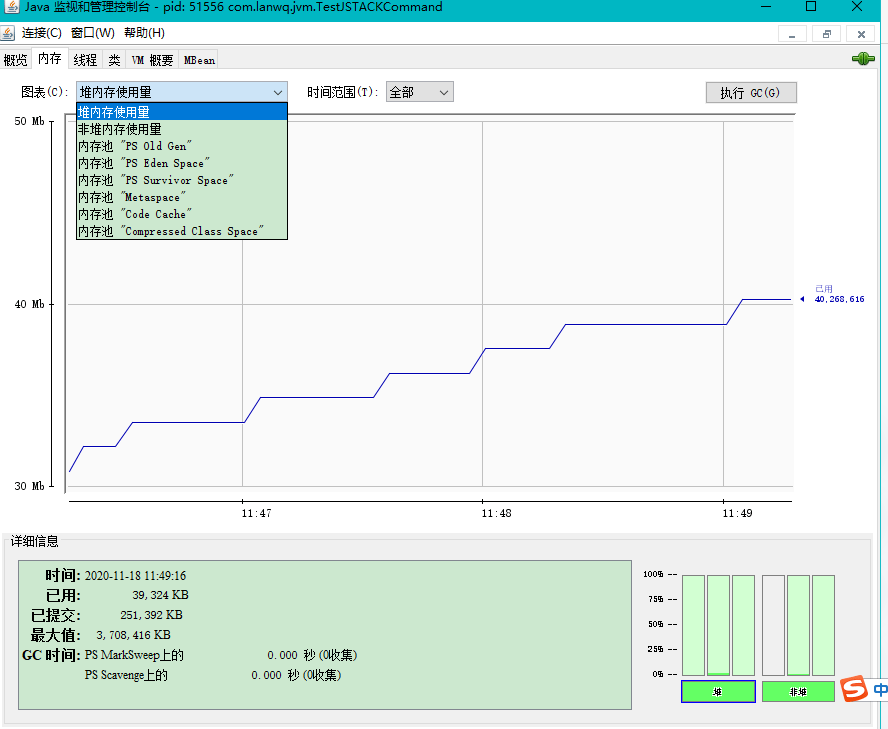 Java 监视和管理控制台 - pid: 51556 com.lanwq.jvm.TestJSTACKCommand
连接(C) 窗口(W) 帮助(H)
概览 内存 线程 类 VM 概要 MBean
图表(C): 堆内存使用量 时间范围(T): 全部 执行 GC(G)
堆内存使用量
非堆内存使用量
内存池 "PS Old Gen"
内存池 "PS Eden Space"
内存池 "PS Survivor Space"
内存池 "Metaspace"
内存池 "Code Cache"
内存池 "Compressed Class Space"
50 Mb
40 Mb
30 Mb
已用
40,268,616
11:47 11:48 11:49
详细信息
时间: 2020-11-18 11:49:16
已用: 39,324 KB
已提交: 251,392 KB
最大值: 3,708,416 KB
GC 时间: PS MarkSweep上的 0.000 秒 (0收集)
PS Scavenge上的 0.000 秒 (0收集)
100% --
75% --
50% --
25% --
0% --
堆 非堆
S 中